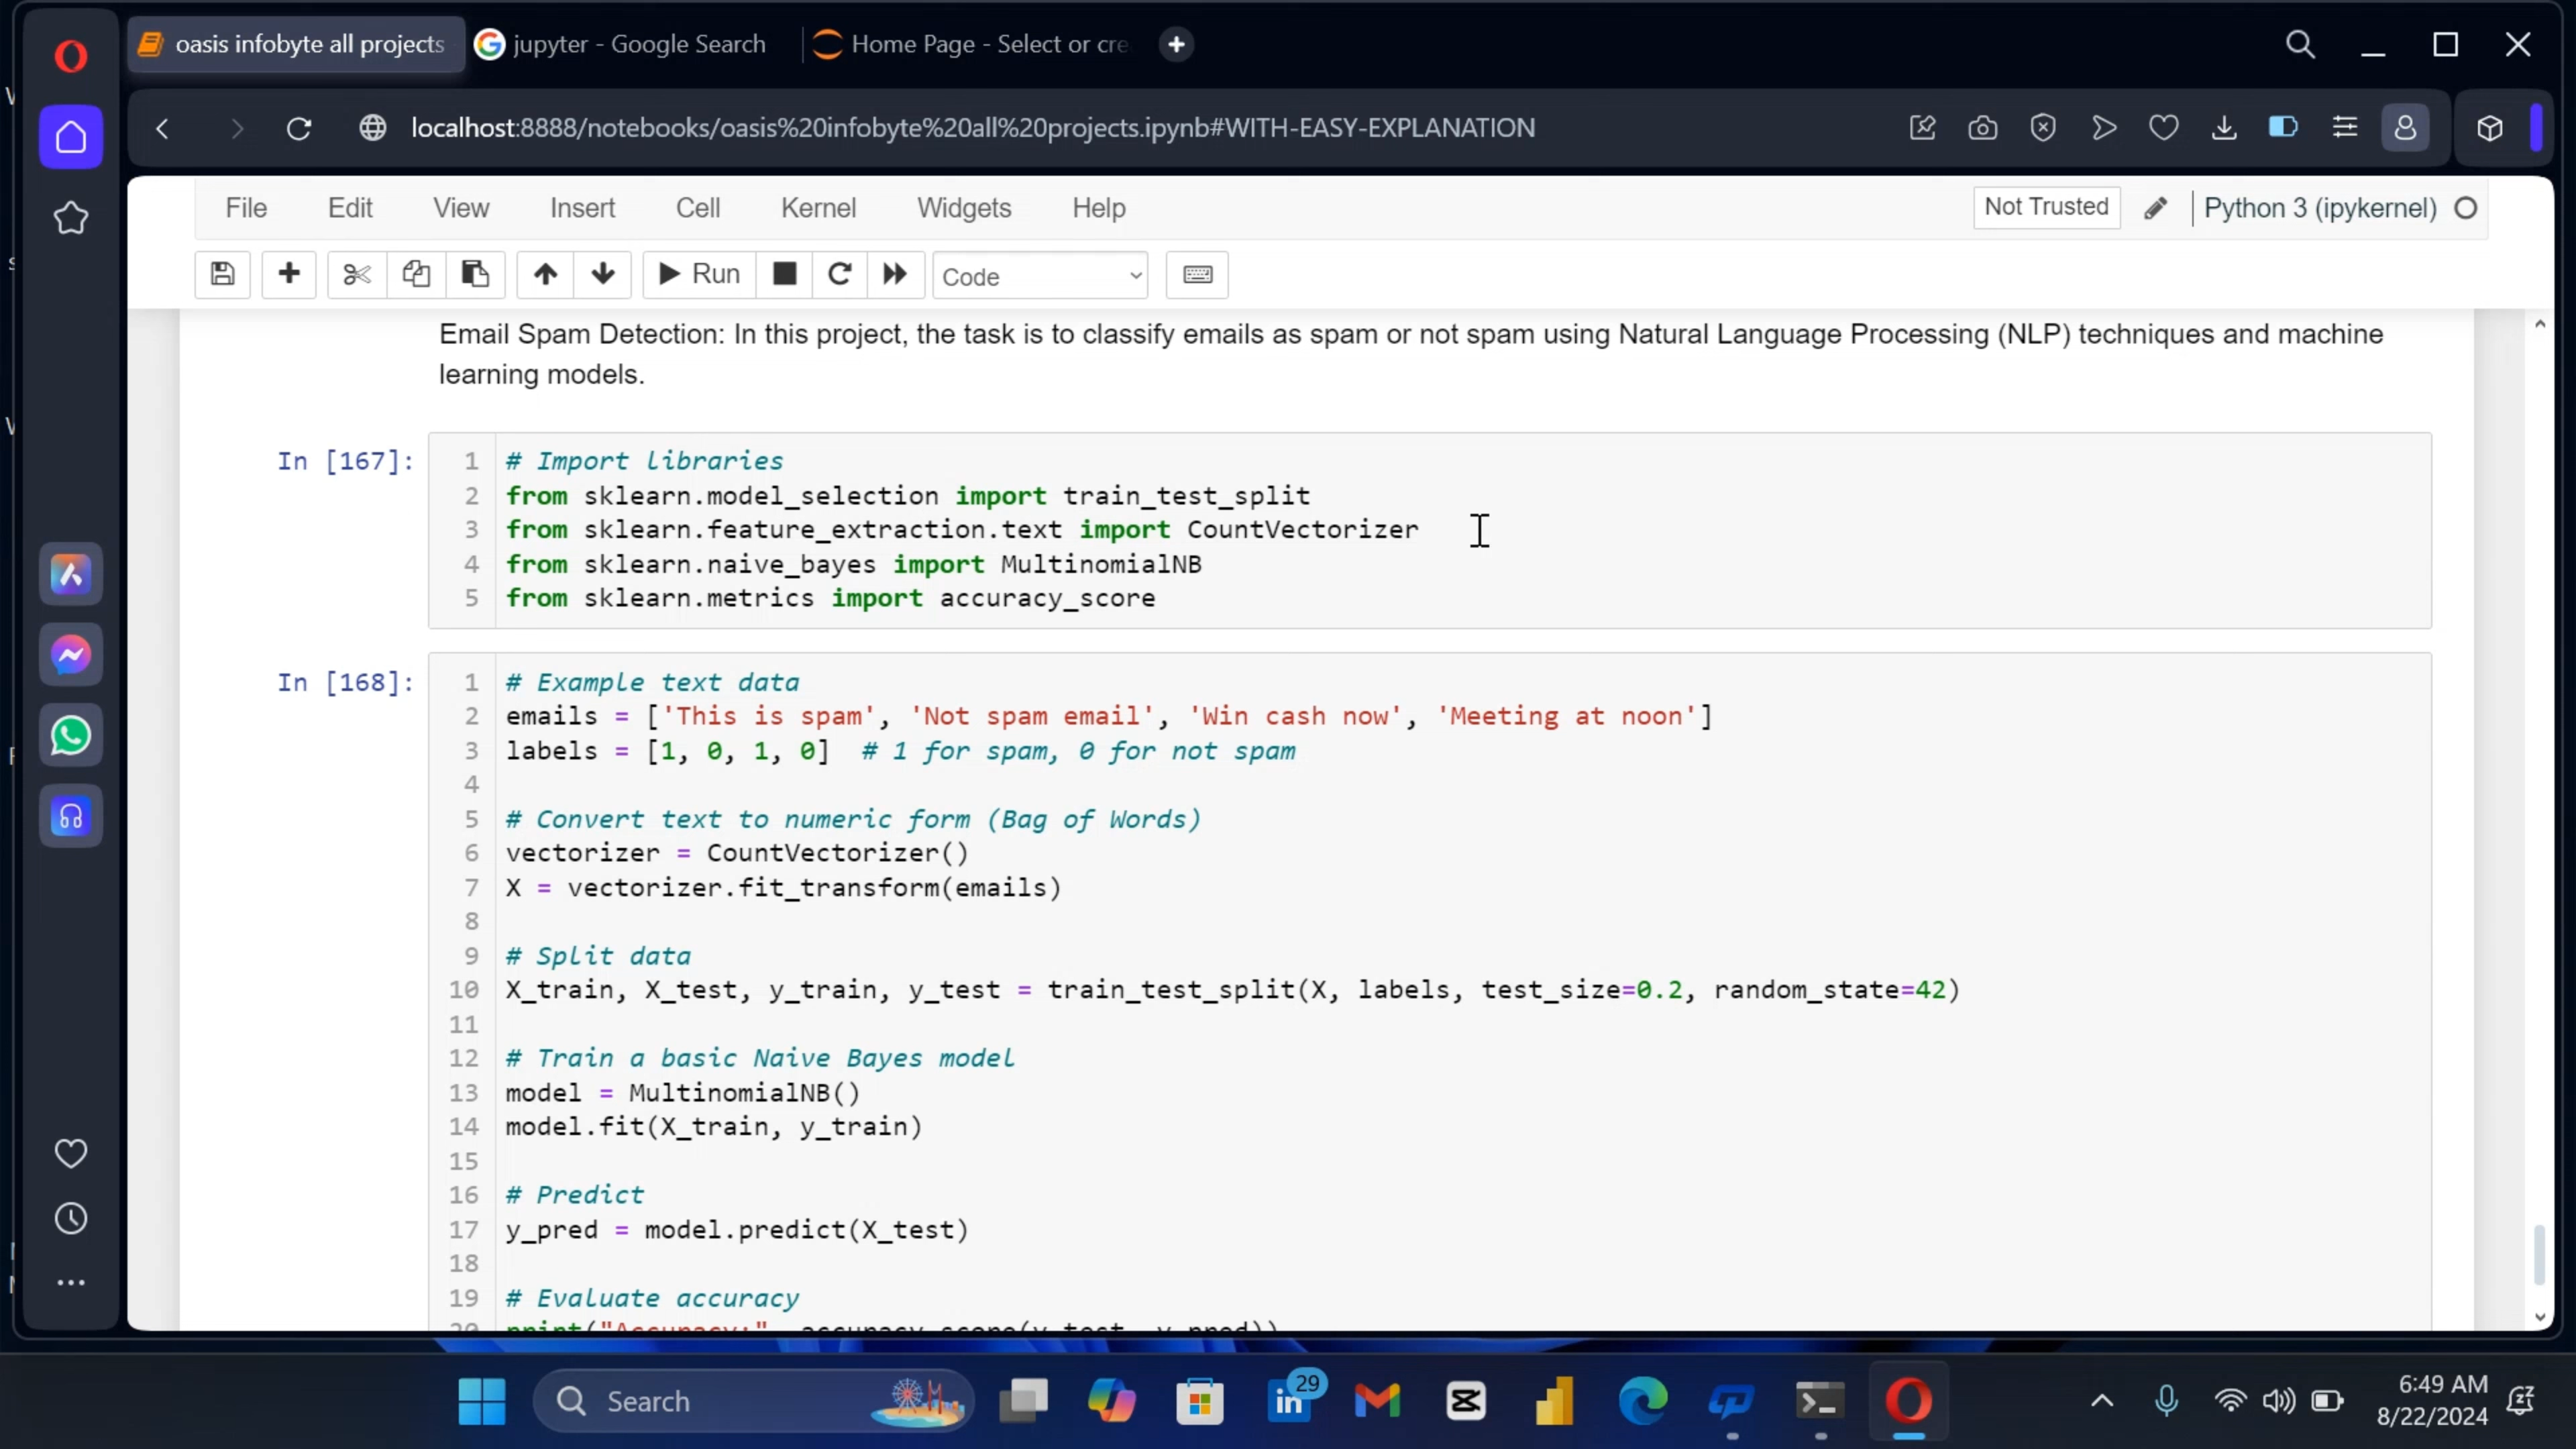 oasis infobyte all projects
jupyter - Google Search
Home Page - Select or cre
localhost:8888/notebooks/oasis%20infobyte%20all%20projects.ipynb#WITH-EASY-EXPLANATION
File Edit View Insert Cell Kernel Widgets Help
Not Trusted
Python 3 (ipykernel)
Run
Code
Email Spam Detection: In this project, the task is to classify emails as spam or not spam using Natural Language Processing (NLP) techniques and machine
learning models.
In [167]:
1 # Import libraries
2 from sklearn.model_selection import train_test_split
3 from sklearn.feature_extraction.text import CountVectorizer
4 from sklearn.naive_bayes import MultinomialNB
5 from sklearn.metrics import accuracy_score
In [168]:
1 # Example text data
2 emails = ['This is spam', 'Not spam email', 'Win cash now', 'Meeting at noon']
3 labels = [1, 0, 1, 0]  # 1 for spam, 0 for not spam
4
5 # Convert text to numeric form (Bag of Words)
6 vectorizer = CountVectorizer()
7 X = vectorizer.fit_transform(emails)
8
9 # Split data
10 X_train, X_test, y_train, y_test = train_test_split(X, labels, test_size=0.2, random_state=42)
11
12 # Train a basic Naive Bayes model
13 model = MultinomialNB()
14 model.fit(X_train, y_train)
15
16 # Predict
17 y_pred = model.predict(X_test)
18
19 # Evaluate accuracy
20 print("Accuracy:", accuracy_score(y_test, y_pred))
Search
29
6:49 AM
8/22/2024